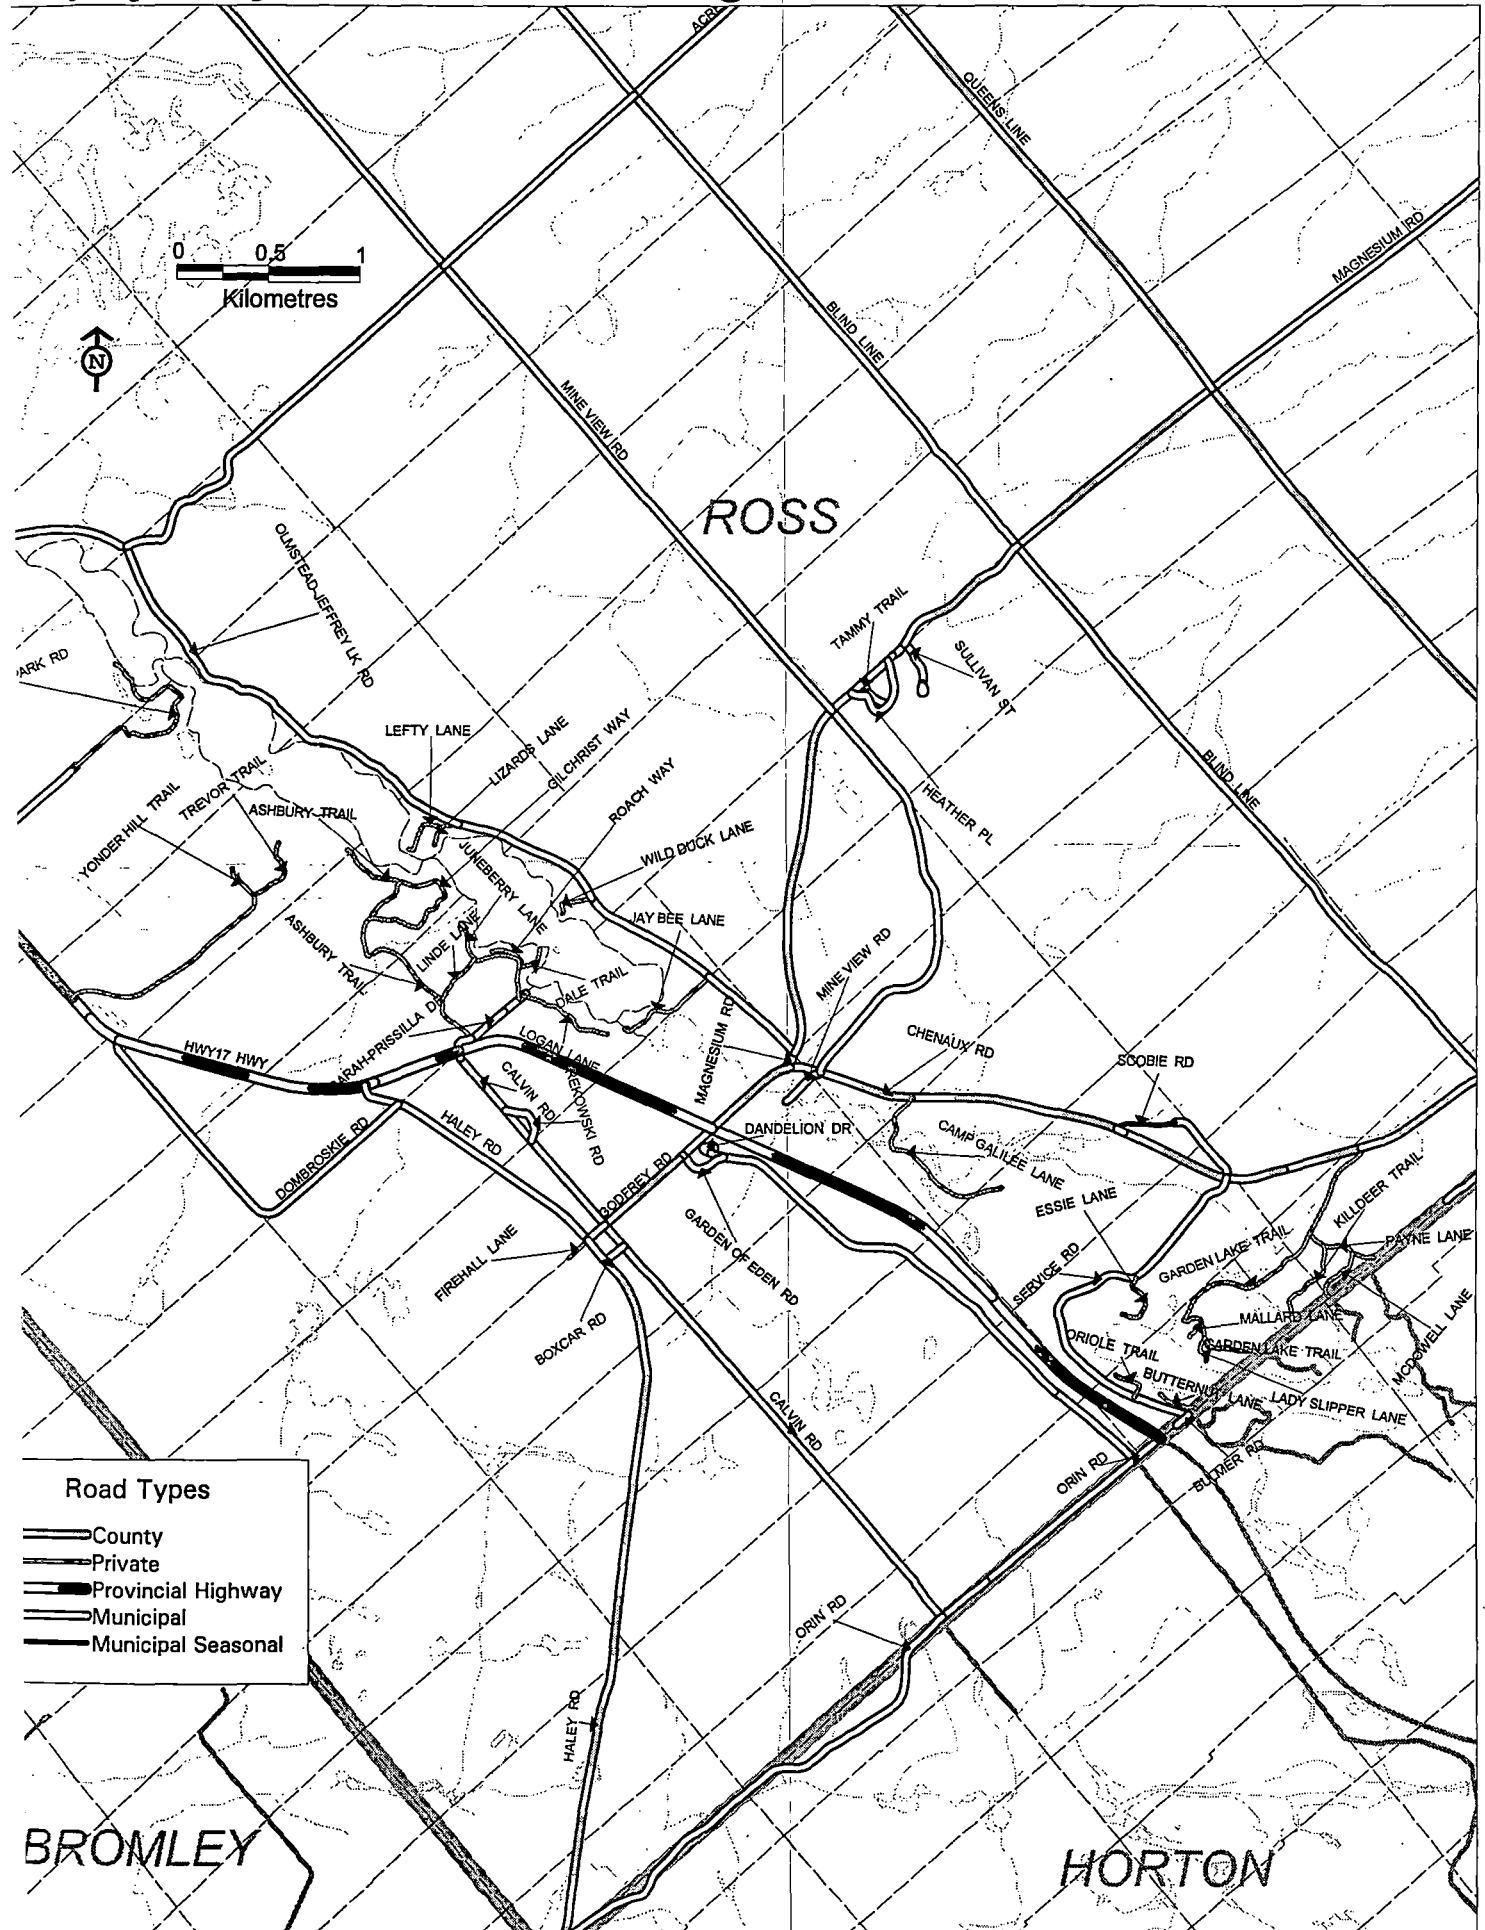 ACRE
QUEENS LINE
MAGNESIUM RD
0 0.5 1
Kilometres
N
BLIND LINE
MINE VIEW RD
ROSS
OLMSTEAD-JEFFREY LK RD
TAMMY TRAIL
SULLIVAN ST
PARK RD
LEFTY LANE
LIZARDS LANE
GILCHRIST WAY
ROACH WAY
HEATHER PL
BLIND LINE
YONDER HILL TRAIL
TREVOR TRAIL
ASHBURY TRAIL
JUNEBERRY LANE
WILD DUCK LANE
JAY BEE LANE
ASHBURY TRAIL
LINDE LANE
DALE TRAIL
MINE VIEW RD
SARAH-PRISSILLA DR
MAGNESIUM RD
CHENAUX RD
SCOBIE RD
HWY17 HWY
LOGAN LANE
CALVIN RD
REKOWSKI RD
HALEY RD
DOMBROSKIE RD
DANDELION DR
CAMP GALILEE LANE
ESSIE LANE
KILLDEER TRAIL
PAYNE LANE
GODFREY RD
FIREHALL LANE
GARDEN OF EDEN RD
SERVICE RD
GARDEN LAKE TRAIL
MALLARD LANE
GARDEN LAKE TRAIL
MCDOWELL LANE
BOXCAR RD
ORIOLE TRAIL
BUTTERNUT LANE
LADY SLIPPER LANE
CALVIN RD
ORIN RD
BULMER RD
Road Types
County
Private
Provincial Highway
Municipal
Municipal Seasonal
ORIN RD
HALEY RD
BROMLEY
HORTON